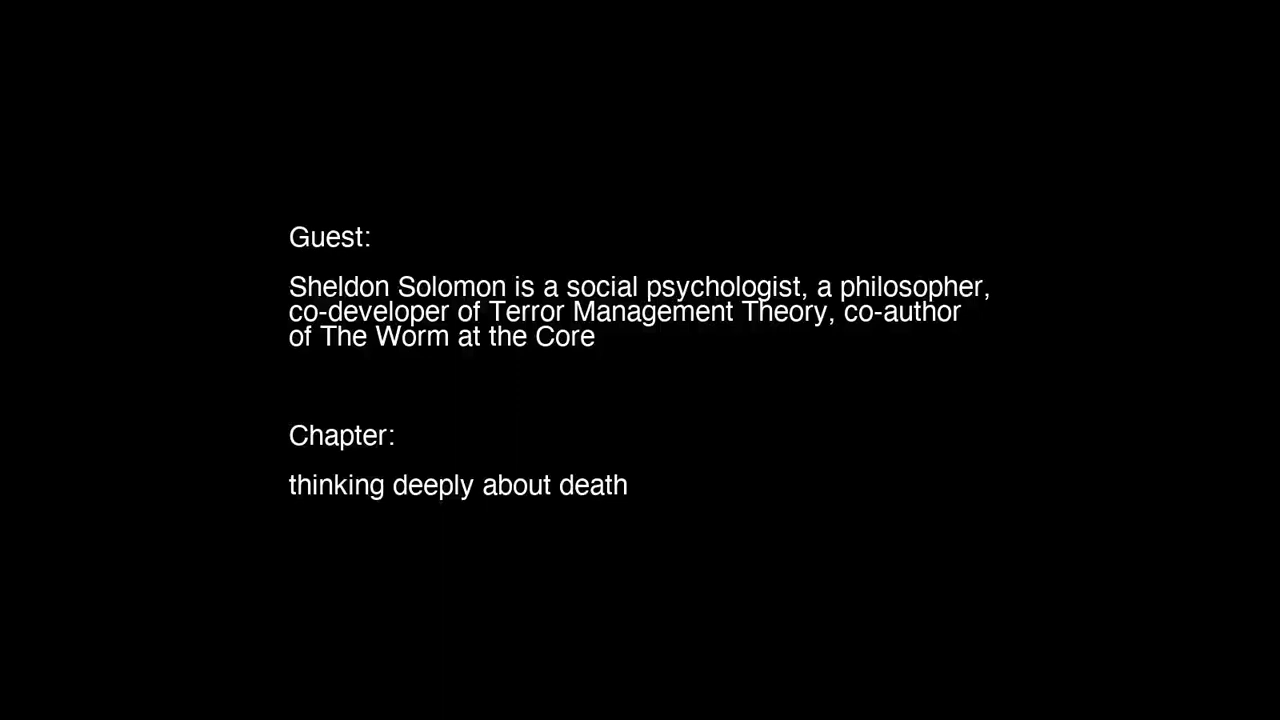 Guest:
Sheldon Solomon is a social psychologist, a philosopher,
co-developer of Terror Management Theory, co-author
of The Worm at the Core
Chapter:
thinking deeply about death